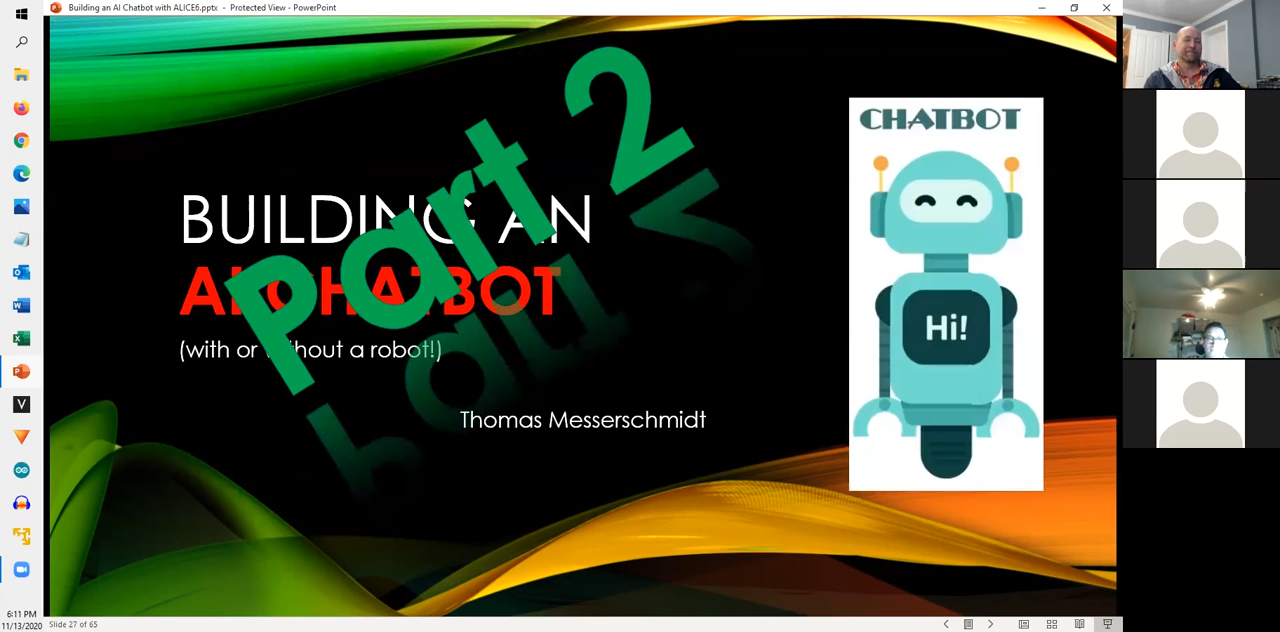 Building an AI Chatbot with ALICE6.pptx - Protected View - PowerPoint
Part 2
BUILDING AN
AI CHATBOT
(with or without a robot!)
Thomas Messerschmidt
CHATBOT
Hi!
6:11 PM
11/13/2020
Slide 27 of 65